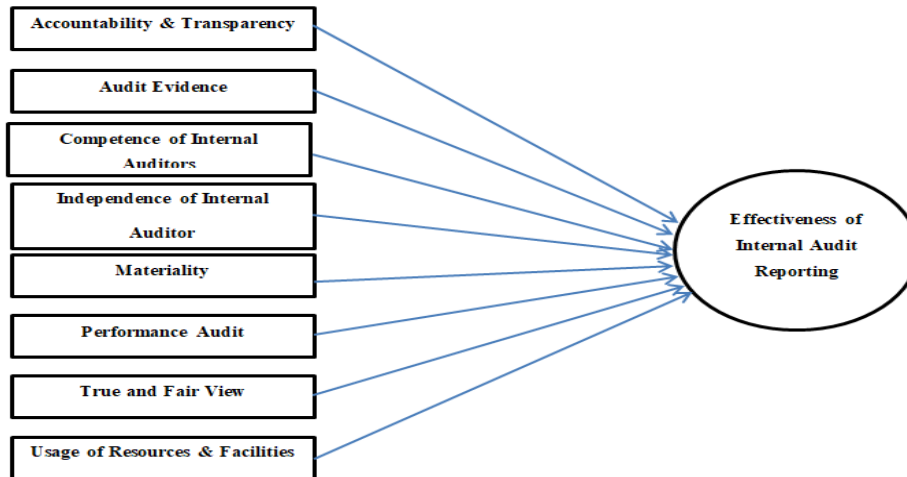 Accountability & Transparency
Audit Evidence
Competence of Internal
Auditors
Independence of Internal
Auditor
Materiality
Performance Audit
True and Fair View
Usage of Resources & Facilities
Effectiveness of
Internal Audit
Reporting